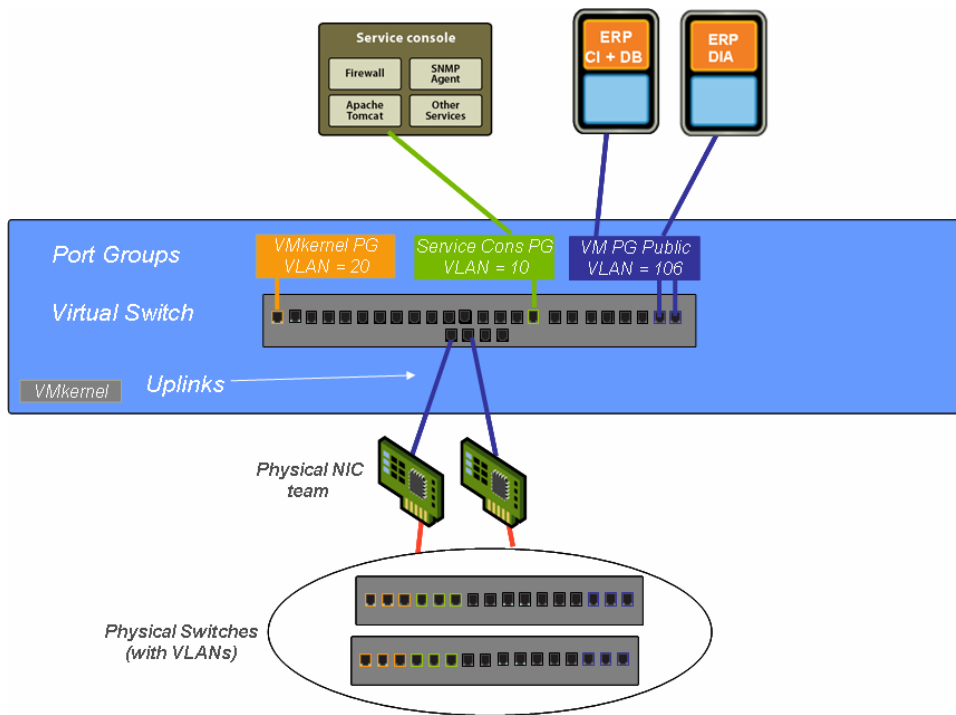 Service console
Firewall
SNMP
Agent
Apache
Tomcat
Other
Services
ERP
CI + DB
ERP
DIA
Port Groups
VMkernel PG
VLAN = 20
Service Cons PG
VLAN = 10
VM PG Public
VLAN = 106
Virtual Switch
VMkernel
Uplinks
Physical NIC
team
Physical Switches
(with VLANs)